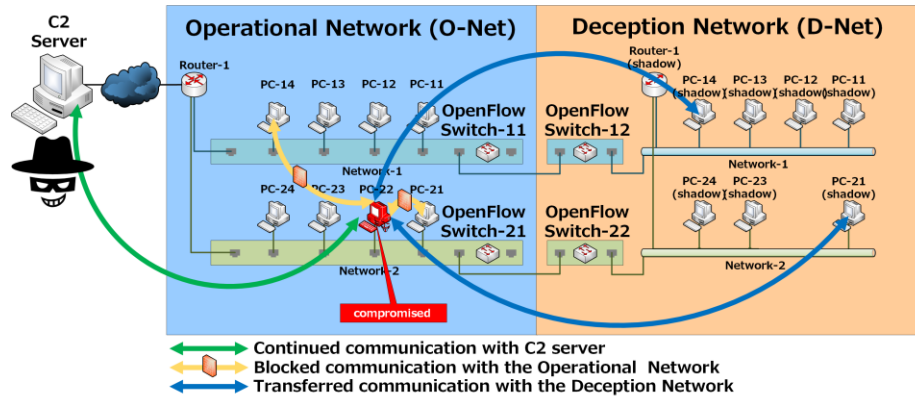 C2
Server
Operational Network (O-Net)
Deception Network (D-Net)
Router-1
PC-14
PC-13
PC-12
PC-11
OpenFlow
Switch-11
OpenFlow
Switch-12
Router-1
(shadow)
PC-14
(shadow)
PC-13
(shadow)
PC-12
(shadow)
PC-11
(shadow)
Network-1
Network-1
PC-24
PC-23
PC-22
PC-21
OpenFlow
Switch-21
OpenFlow
Switch-22
PC-24
(shadow)
PC-23
(shadow)
PC-21
(shadow)
Network-2
Network-2
compromised
Continued communication with C2 server
Blocked communication with the Operational Network
Transferred communication with the Deception Network